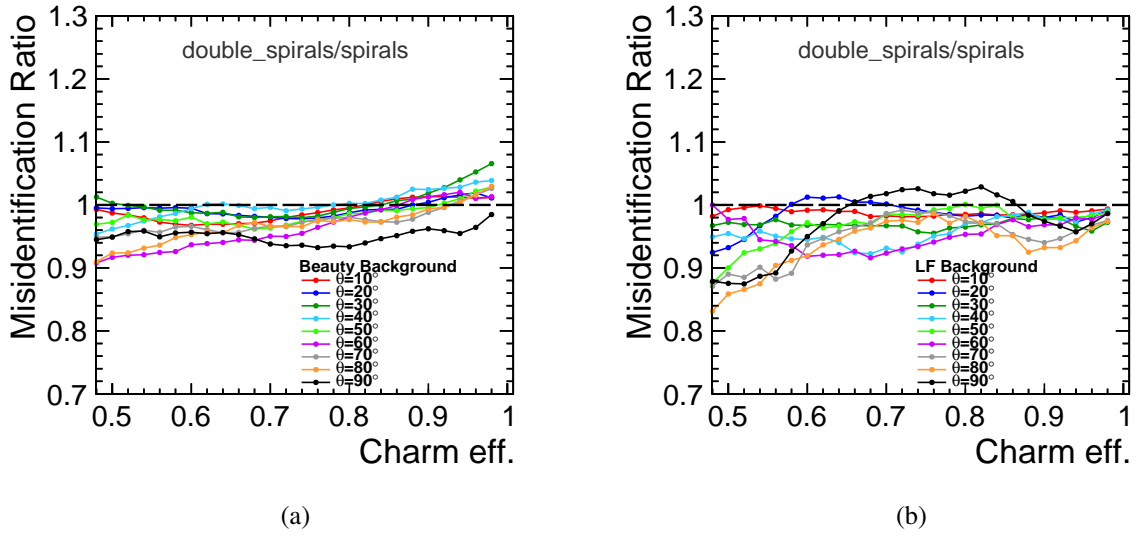 Misidentification Ratio
1.3
1.2
1.1
1
0.9
0.8
0.7
double_spirals/spirals
Beauty Background
θ=10°
θ=20°
θ=30°
θ=40°
θ=50°
θ=60°
θ=70°
θ=80°
θ=90°
0.5 0.6 0.7 0.8 0.9 1
Charm eff.
(a)
Misidentification Ratio
1.3
1.2
1.1
1
0.9
0.8
0.7
double_spirals/spirals
LF Background
θ=10°
θ=20°
θ=30°
θ=40°
θ=50°
θ=60°
θ=70°
θ=80°
θ=90°
0.5 0.6 0.7 0.8 0.9 1
Charm eff.
(b)